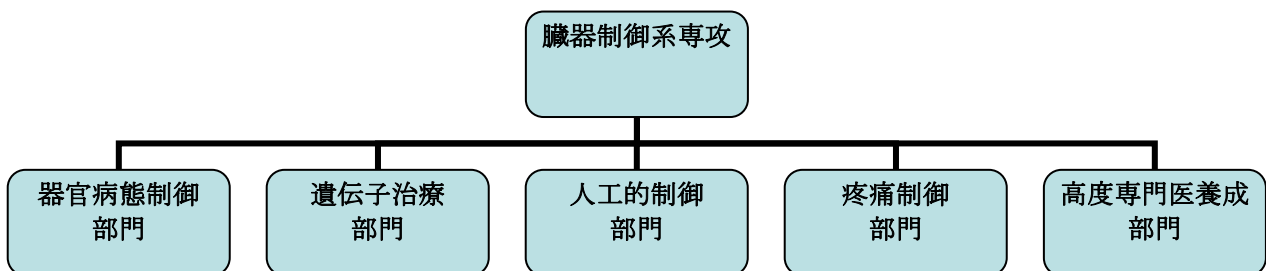 臓器制御系専攻
器官病態制御
部門
遺伝子治療
部門
人工的制御
部門
疼痛制御
部門
高度専門医養成
部門